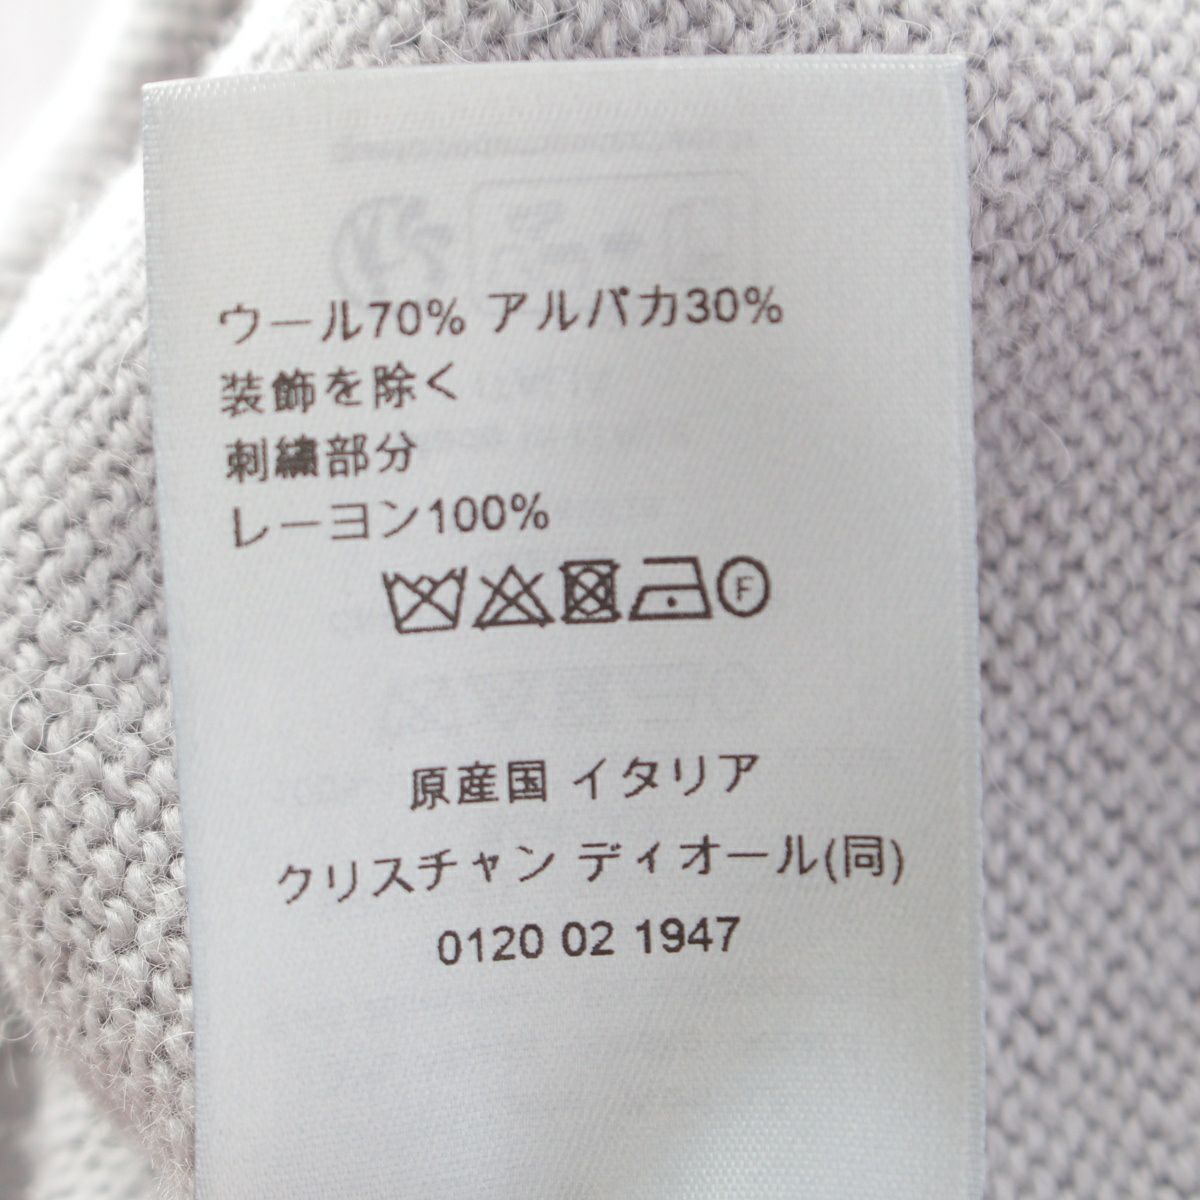 ウール70% アルパカ30%
装飾を除く
刺繍部分
レーヨン100%
F
原産国 イタリア
クリスチャン ディオール(同)
0120 02 1947